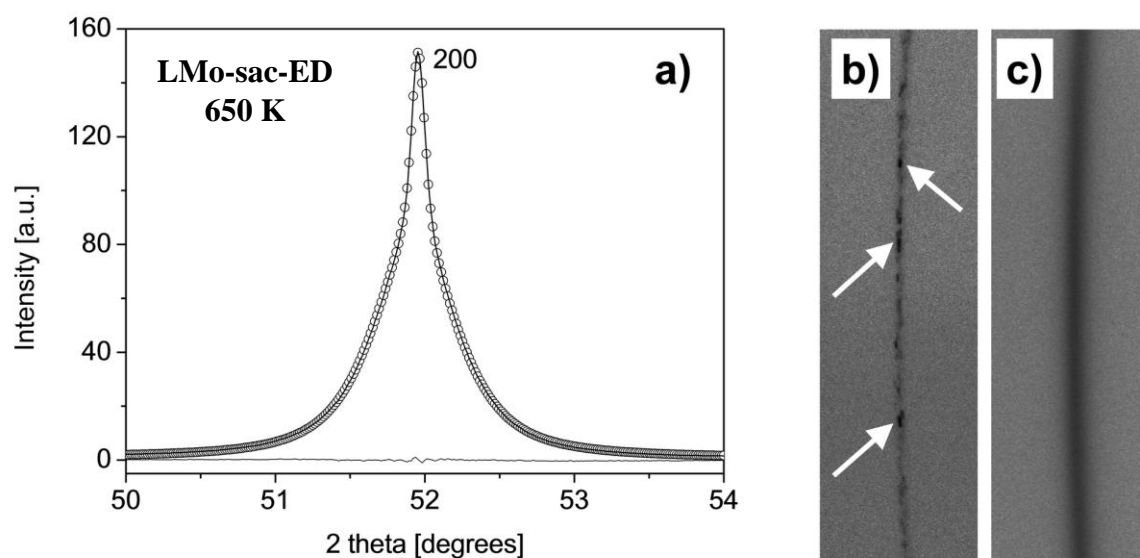 160
120
80
40
0
Intensity [a.u.]
LMo-sac-ED
650 K
200
a)
50
51
52
53
54
2 theta [degrees]
b)
c)